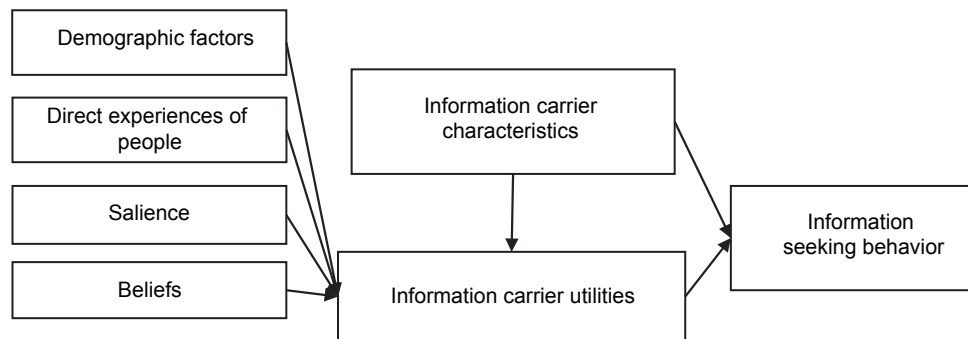 Demographic factors
Direct experiences of
people
Salience
Beliefs
Information carrier
characteristics
Information carrier utilities
Information
seeking behavior